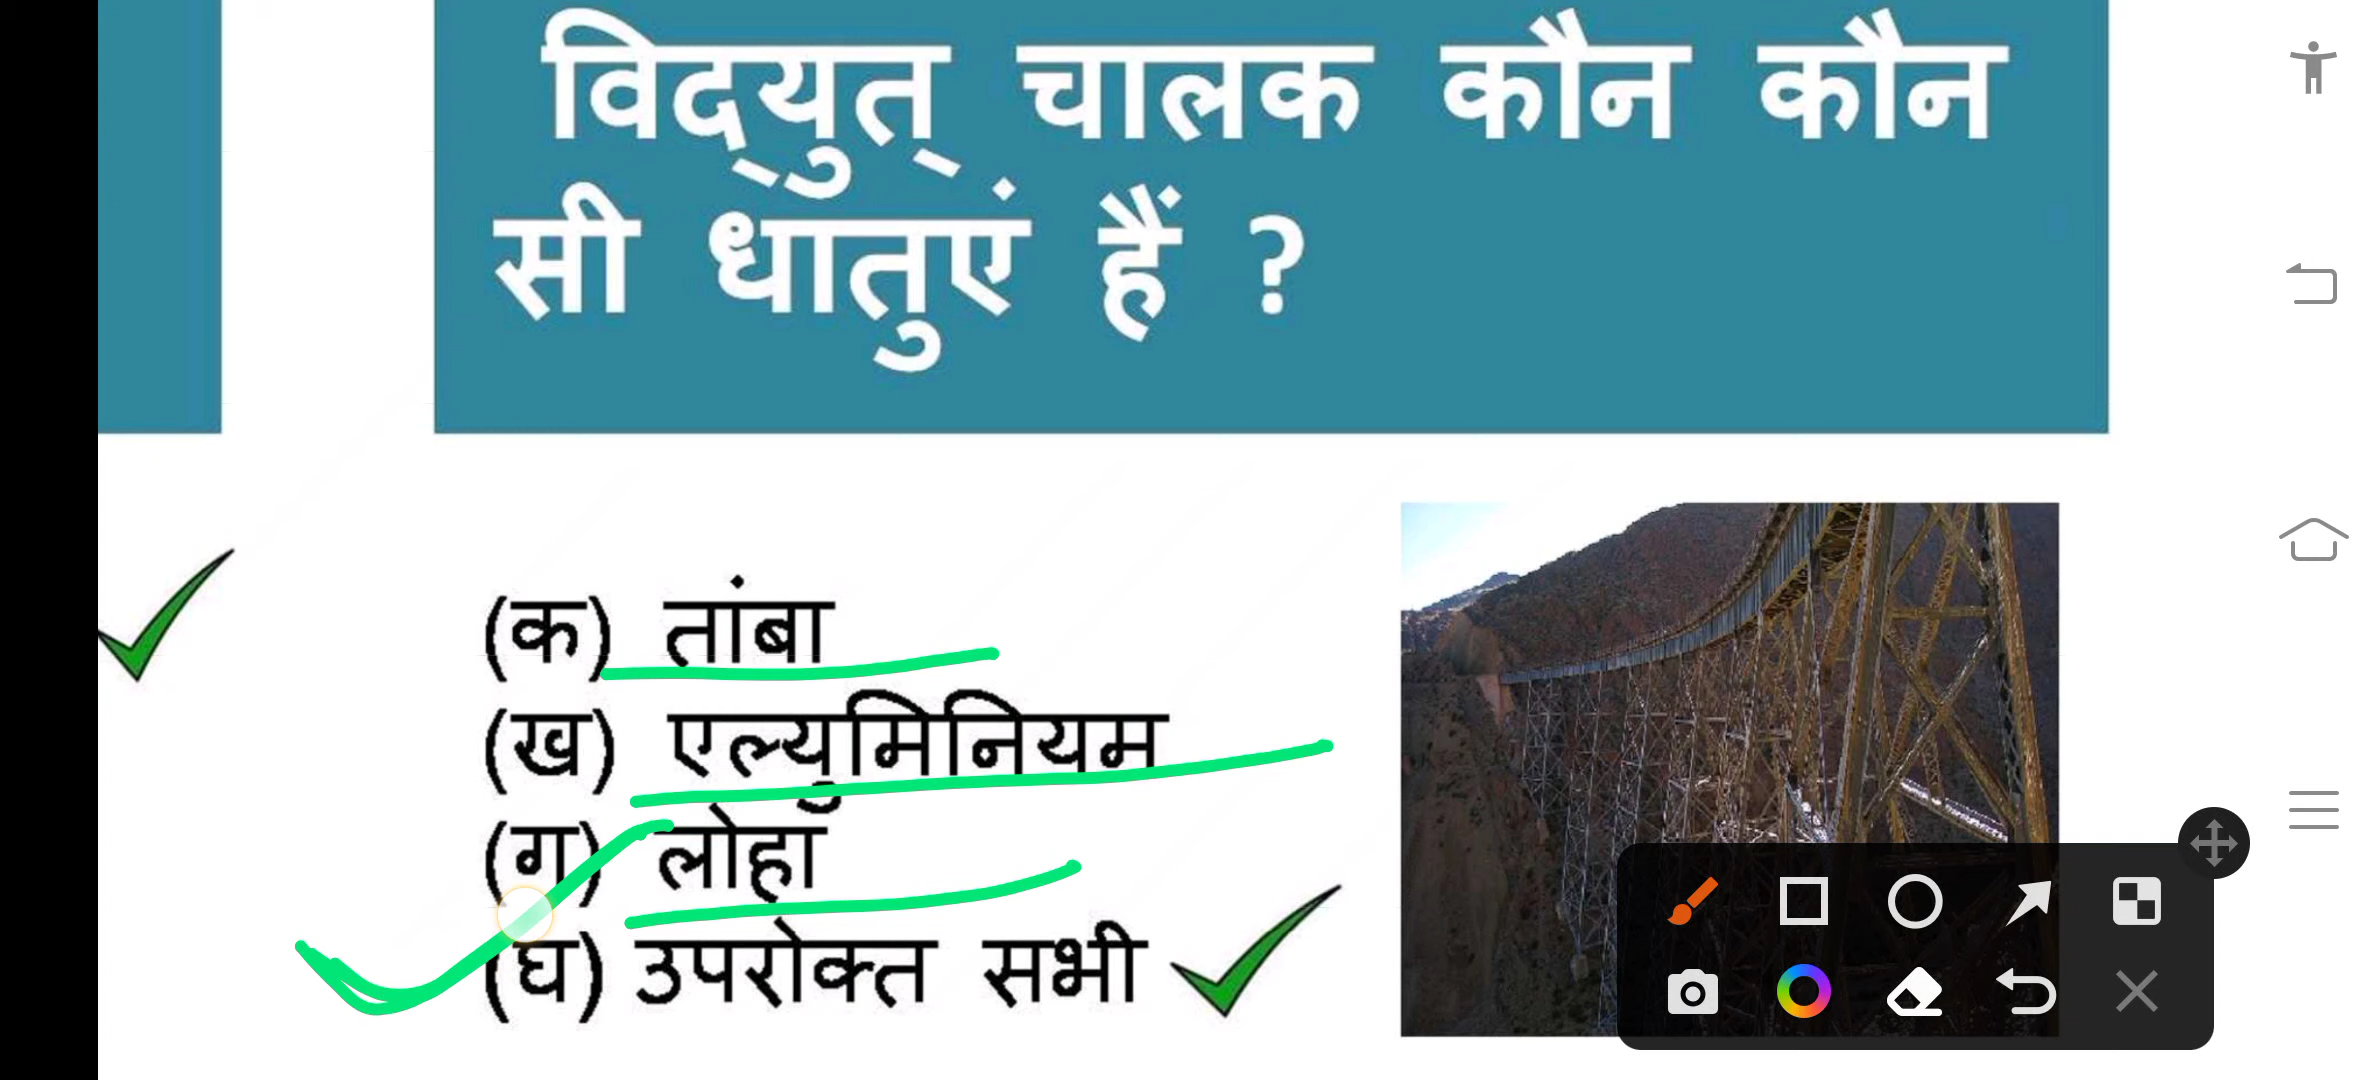 विद्युत् चालक कौन कौन
सी धातुएं हैं ?
(क) तांबा
(ख) एल्युमिनियम
(ग) लोहा
(घ) उपरोक्त सभी